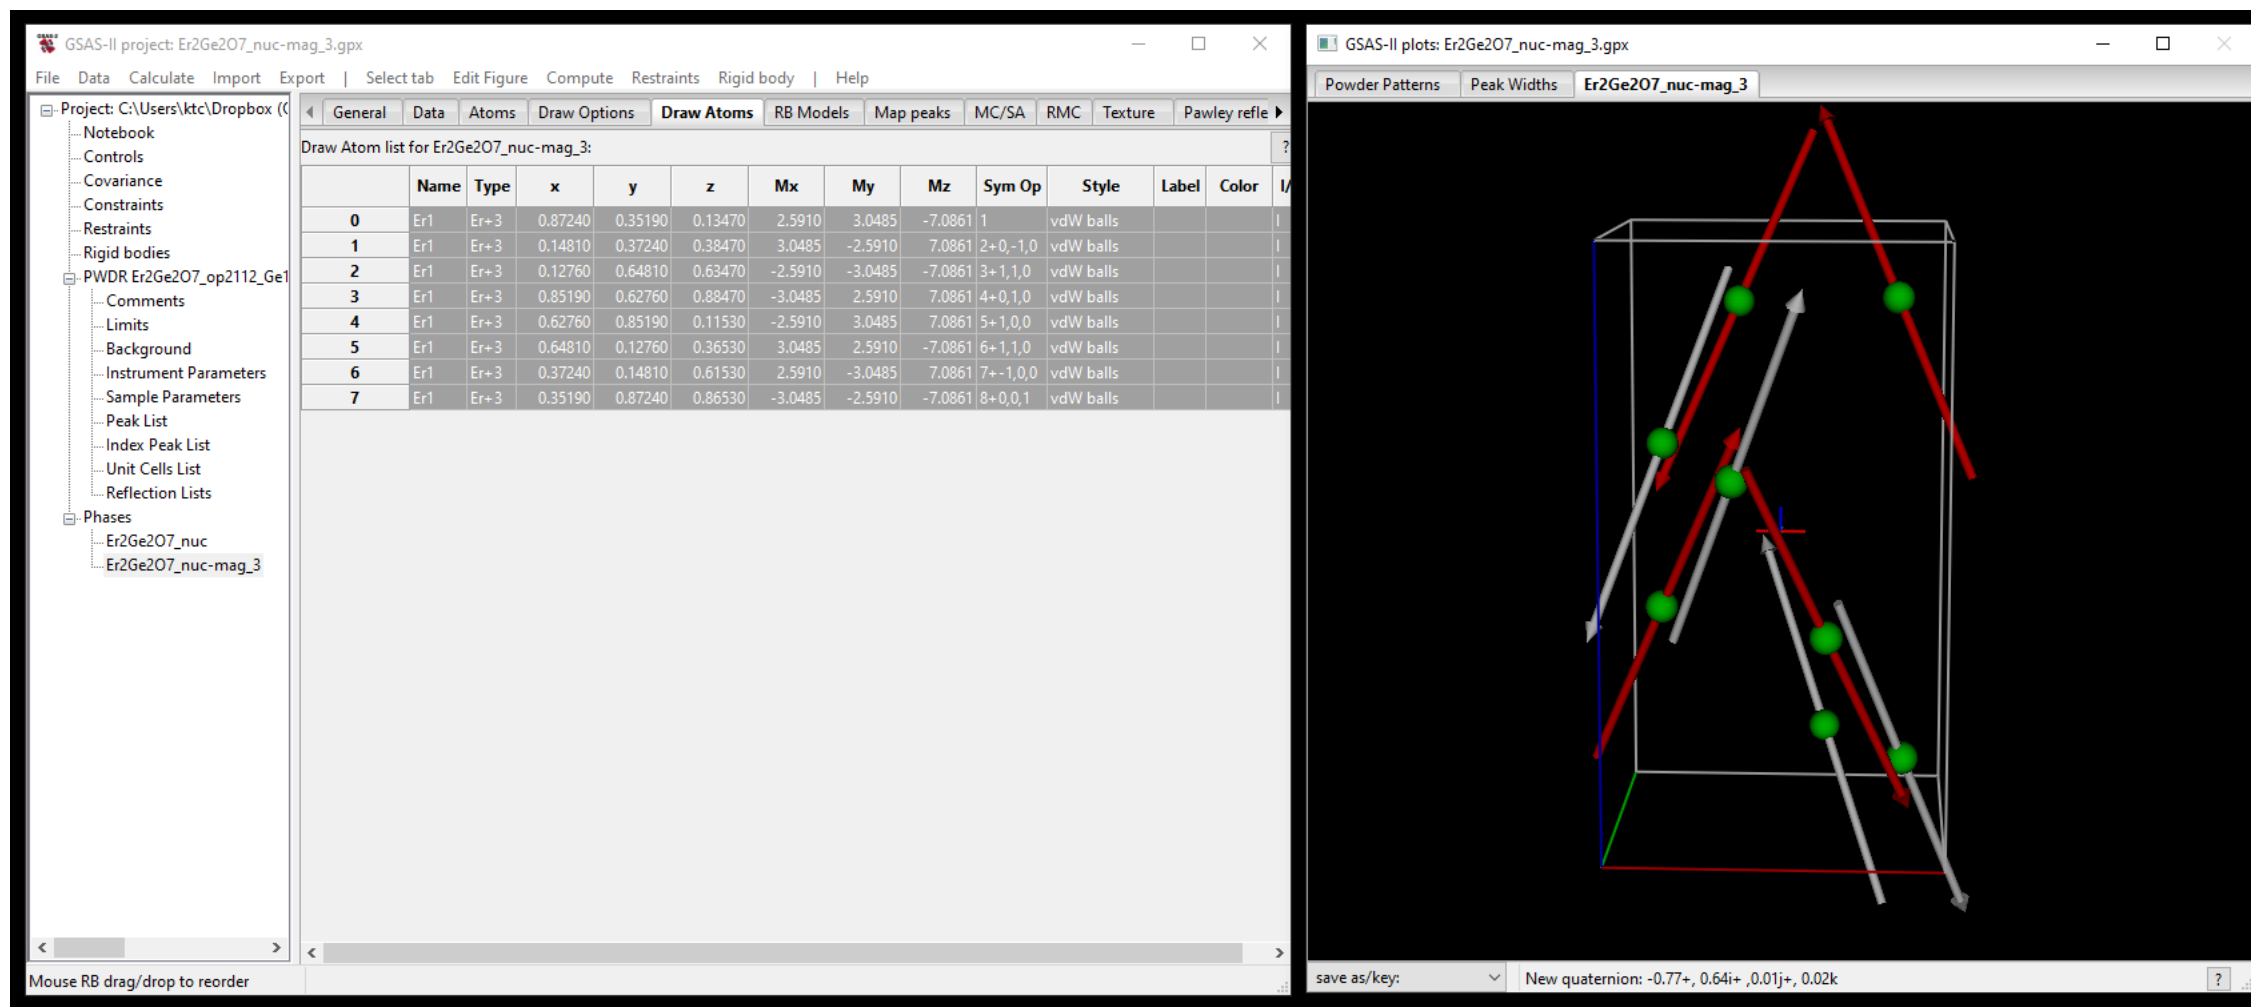 GSAS-II project: Er2Ge2O7_nuc-mag_3.gpx
File Data Calculate Import Export | Select tab Edit Figure Compute Restraints Rigid body | Help
Project: C:\Users\ktc\Dropbox ((
Notebook
Controls
Covariance
Constraints
Restraints
Rigid bodies
PWDR Er2Ge2O7_op2112_Ge1
Comments
Limits
Background
Instrument Parameters
Sample Parameters
Peak List
Index Peak List
Unit Cells List
Reflection Lists
Phases
Er2Ge2O7_nuc
Er2Ge2O7_nuc-mag_3
Mouse RB drag/drop to reorder
General Data Atoms Draw Options Draw Atoms RB Models Map peaks MC/SA RMC Texture Pawley refle
Draw Atom list for Er2Ge2O7_nuc-mag_3: ?
Name Type x y z Mx My Mz Sym Op Style Label Color I/
0 Er1 Er+3 0.87240 0.35190 0.13470 2.5910 3.0485 -7.0861 1 vdW balls I
1 Er1 Er+3 0.14810 0.37240 0.38470 3.0485 -2.5910 7.0861 2+0,-1,0 vdW balls I
2 Er1 Er+3 0.12760 0.64810 0.63470 -2.5910 -3.0485 -7.0861 3+1,1,0 vdW balls I
3 Er1 Er+3 0.85190 0.62760 0.88470 -3.0485 2.5910 7.0861 4+0,1,0 vdW balls I
4 Er1 Er+3 0.62760 0.85190 0.11530 -2.5910 3.0485 7.0861 5+1,0,0 vdW balls I
5 Er1 Er+3 0.64810 0.12760 0.36530 3.0485 2.5910 -7.0861 6+1,1,0 vdW balls I
6 Er1 Er+3 0.37240 0.14810 0.61530 2.5910 -3.0485 7.0861 7+-1,0,0 vdW balls I
7 Er1 Er+3 0.35190 0.87240 0.86530 -3.0485 -2.5910 -7.0861 8+0,0,1 vdW balls I
GSAS-II plots: Er2Ge2O7_nuc-mag_3.gpx
Powder Patterns Peak Widths Er2Ge2O7_nuc-mag_3
save as/key: New quaternion: -0.77+, 0.64i+ ,0.01j+, 0.02k ?